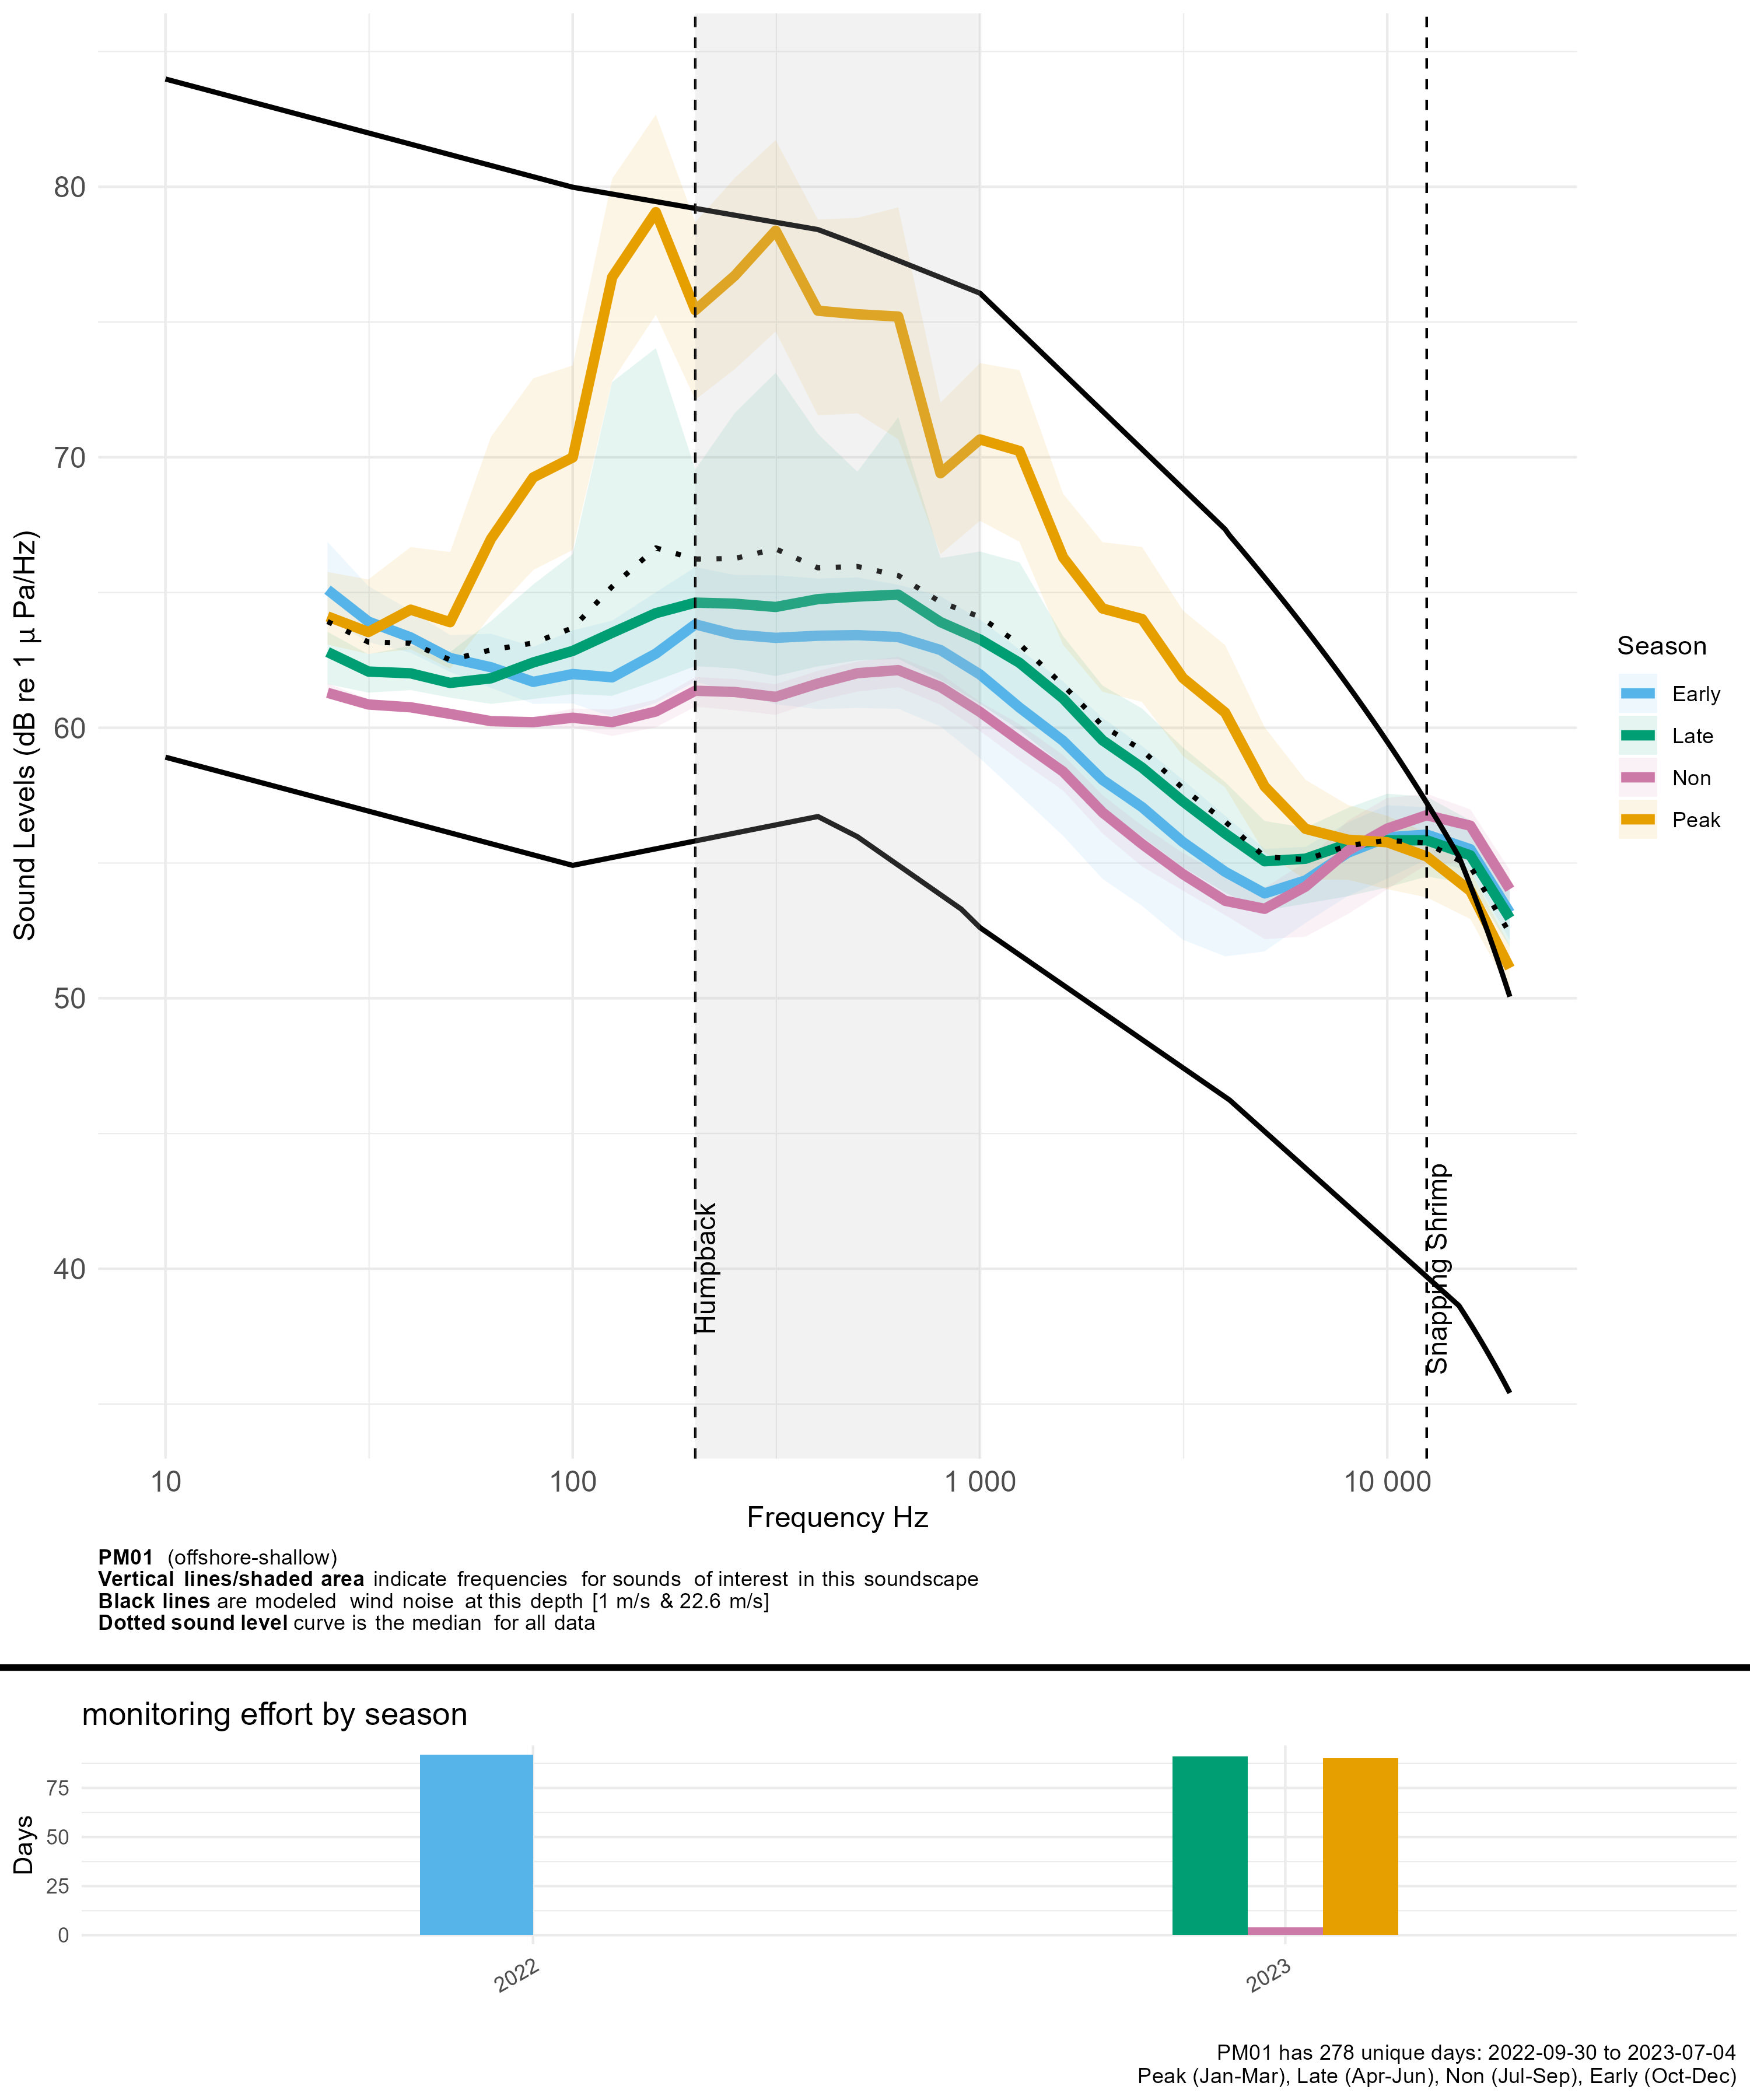 80
70
60
50
40
Sound Levels (dB re 1 µ Pa/Hz)
Humpback
Snapping Shrimp
10
100
1 000
10 000
Frequency Hz
Season
Early
Late
Non
Peak
PM01 (offshore-shallow)
Vertical lines/shaded area indicate frequencies for sounds of interest in this soundscape
Black lines are modeled wind noise at this depth [1 m/s & 22.6 m/s]
Dotted sound level curve is the median for all data
monitoring effort by season
75
50
25
0
Days
2022
2023
PM01 has 278 unique days: 2022-09-30 to 2023-07-04
Peak (Jan-Mar), Late (Apr-Jun), Non (Jul-Sep), Early (Oct-Dec)